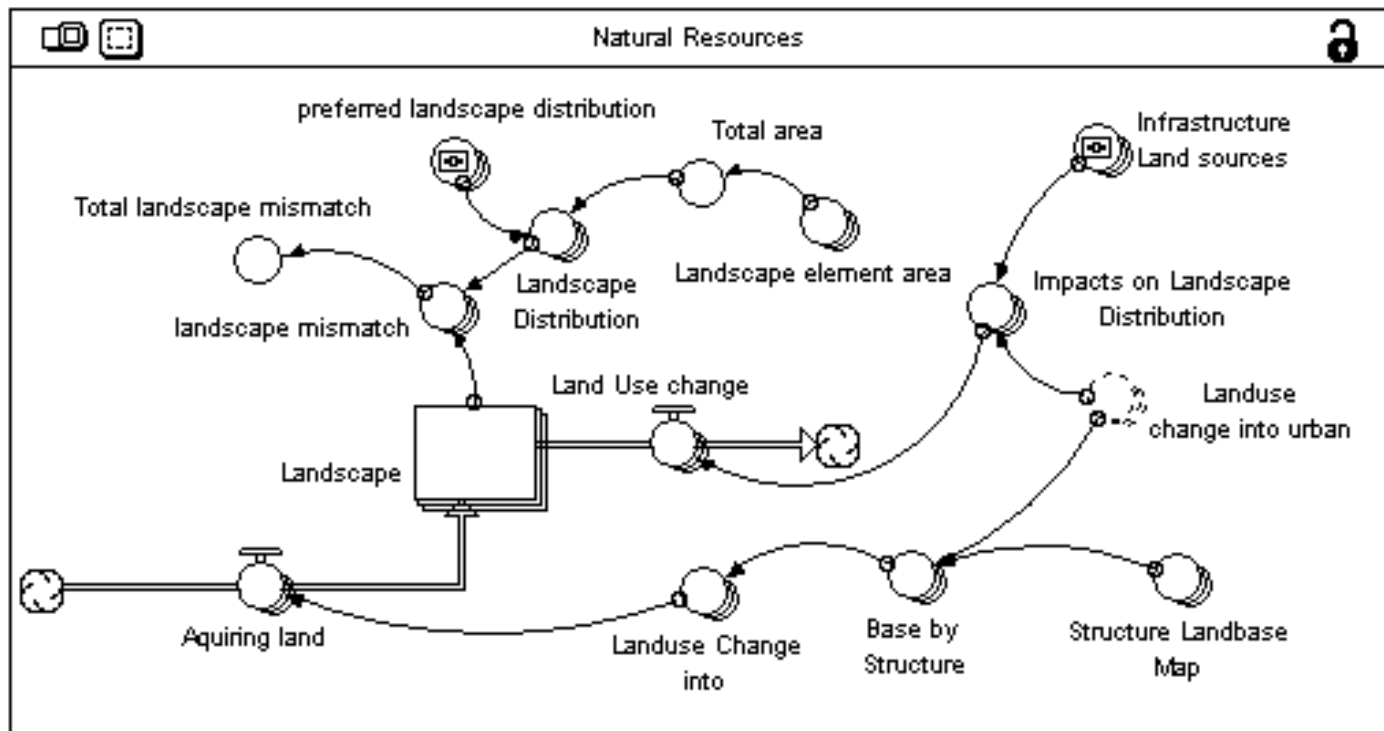 Natural Resources
preferred landscape distribution
Total area
Infrastructure
Land sources
Total landscape mismatch
Landscape
Distribution
Landscape element area
Impacts on Landscape
Distribution
landscape mismatch
Land Use change
Landuse
change into urban
Landscape
Aquiring land
Landuse Change
into
Base by
Structure
Structure Landbase
Map